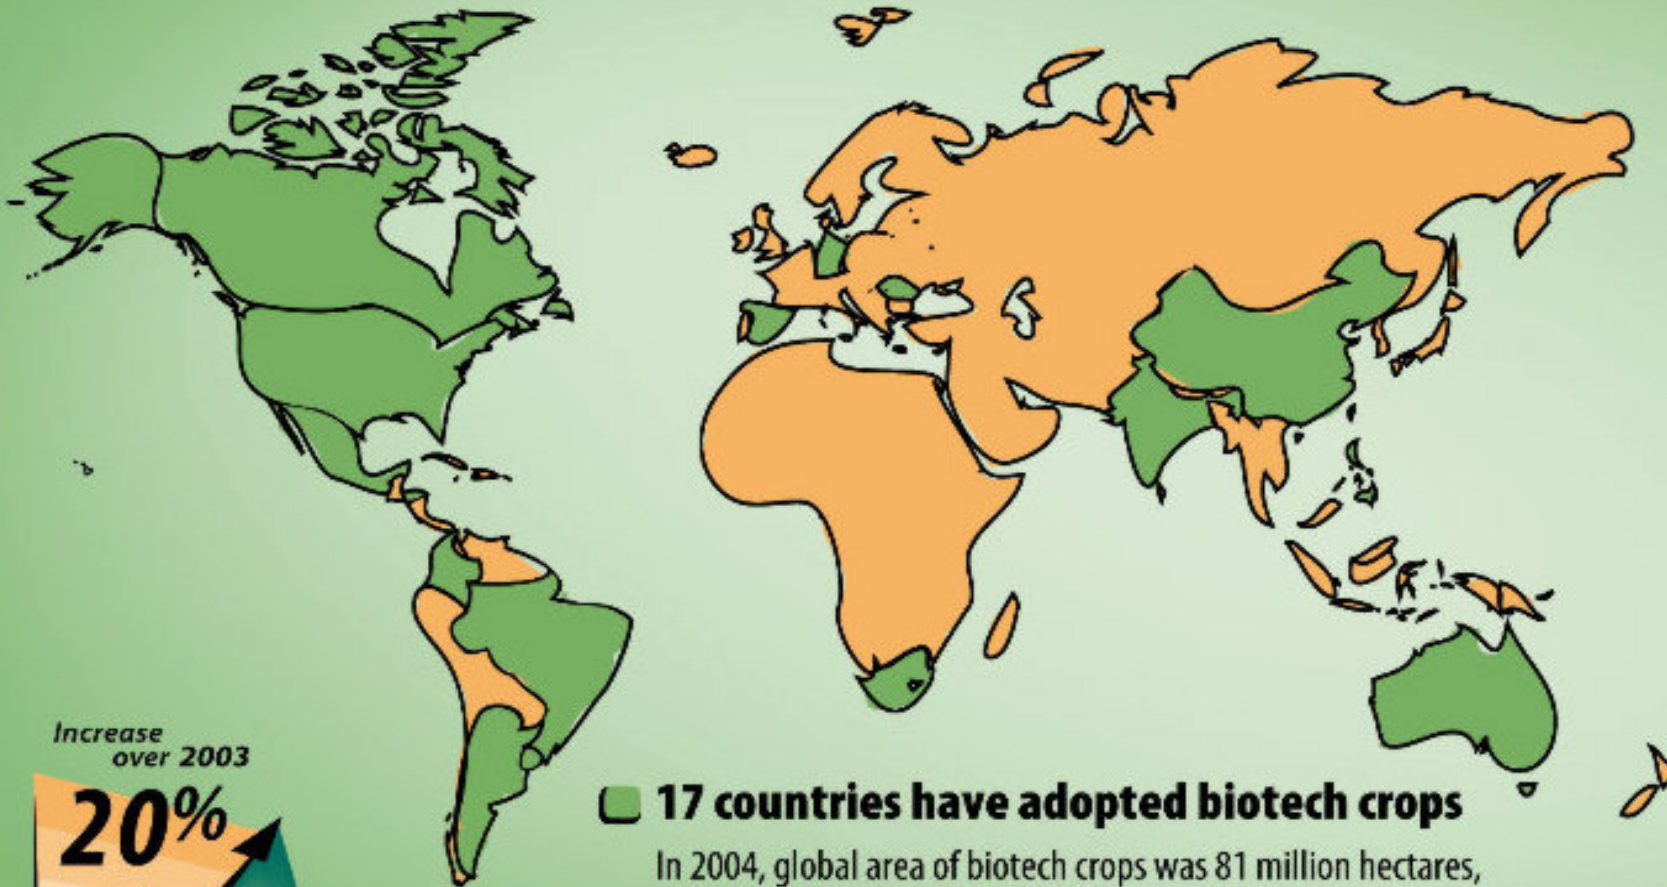 Increase
over 2003
20%
17 countries have adopted biotech crops
In 2004, global area of biotech crops was 81 million hectares,